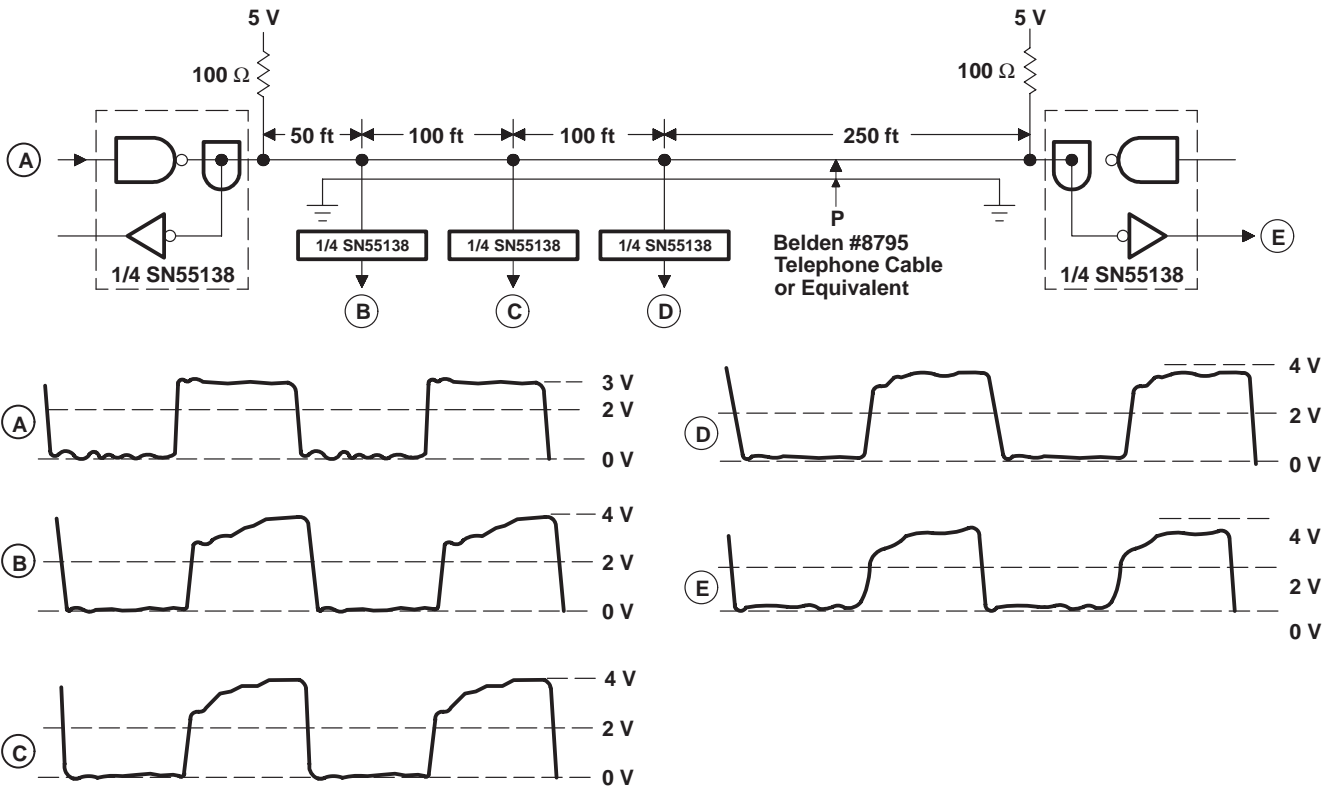 5 V
5 V
100 Ω
100 Ω
50 ft
100 ft
100 ft
250 ft
A
P
Belden #8795
Telephone Cable
or Equivalent
E
1/4 SN55138
1/4 SN55138
1/4 SN55138
1/4 SN55138
1/4 SN55138
B
C
D
A
3 V
2 V
0 V
B
4 V
2 V
0 V
C
4 V
2 V
0 V
D
4 V
2 V
0 V
E
4 V
2 V
0 V